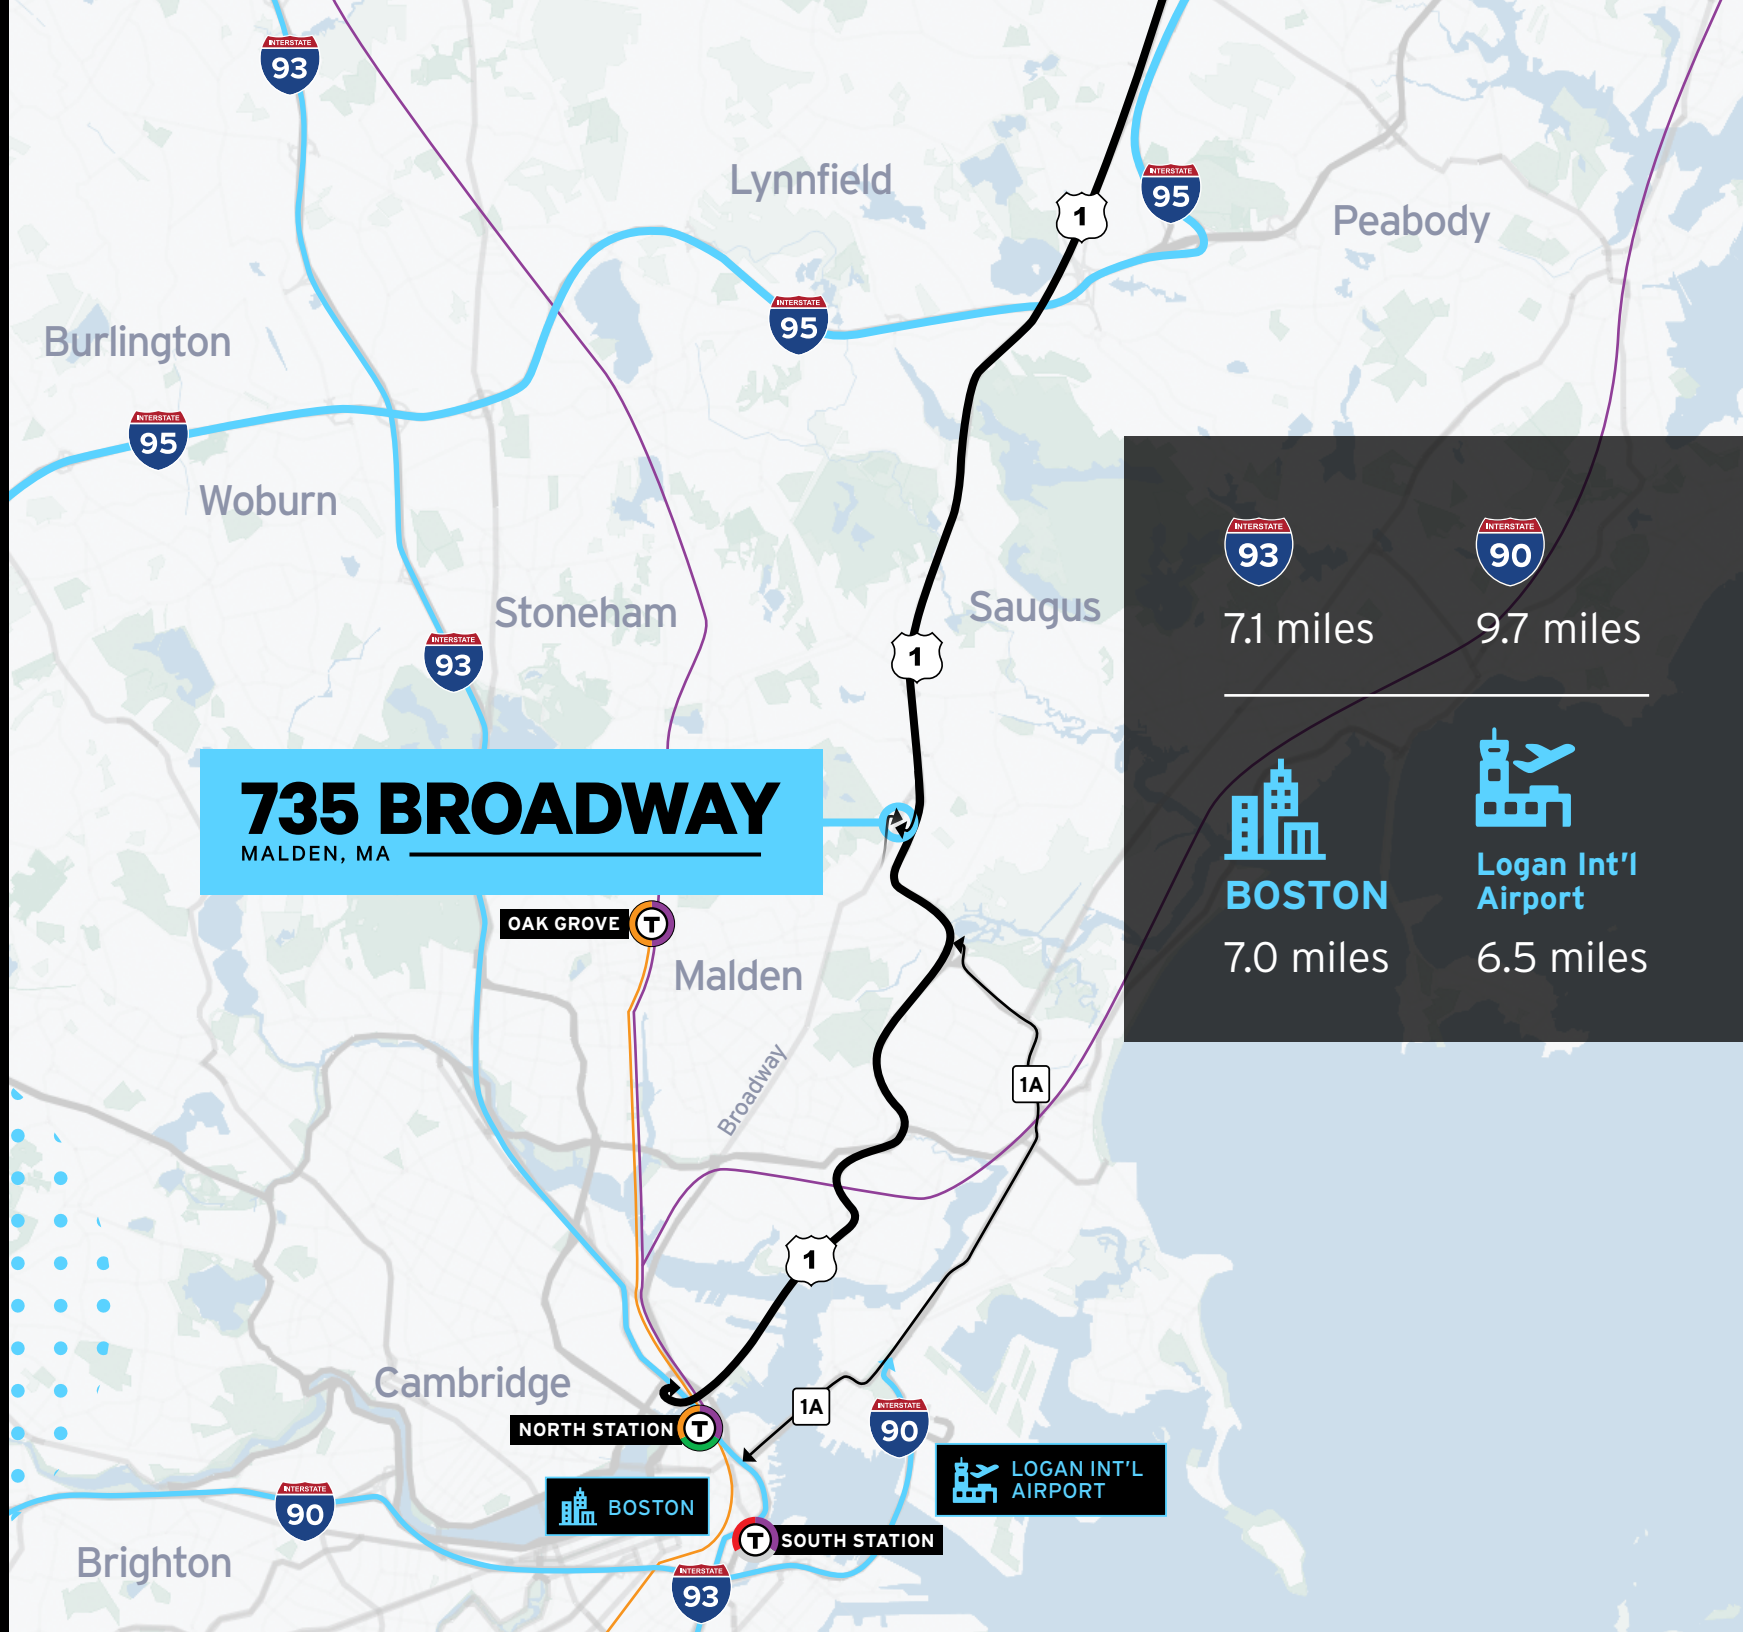 INTERSTATE
93
Lynnfield
INTERSTATE
95
1
Peabody
INTERSTATE
95
Burlington
INTERSTATE
95
Woburn
INTERSTATE
93
7.1 miles
INTERSTATE
90
9.7 miles
Stoneham
Saugus
INTERSTATE
93
1
735 BROADWAY
MALDEN, MA
BOSTON
7.0 miles
Logan Int'l
Airport
6.5 miles
OAK GROVE T
Malden
Broadway
1A
1
Cambridge
NORTH STATION T
1A
INTERSTATE
90
LOGAN INT'L
AIRPORT
INTERSTATE
90
BOSTON
T SOUTH STATION
Brighton
INTERSTATE
93